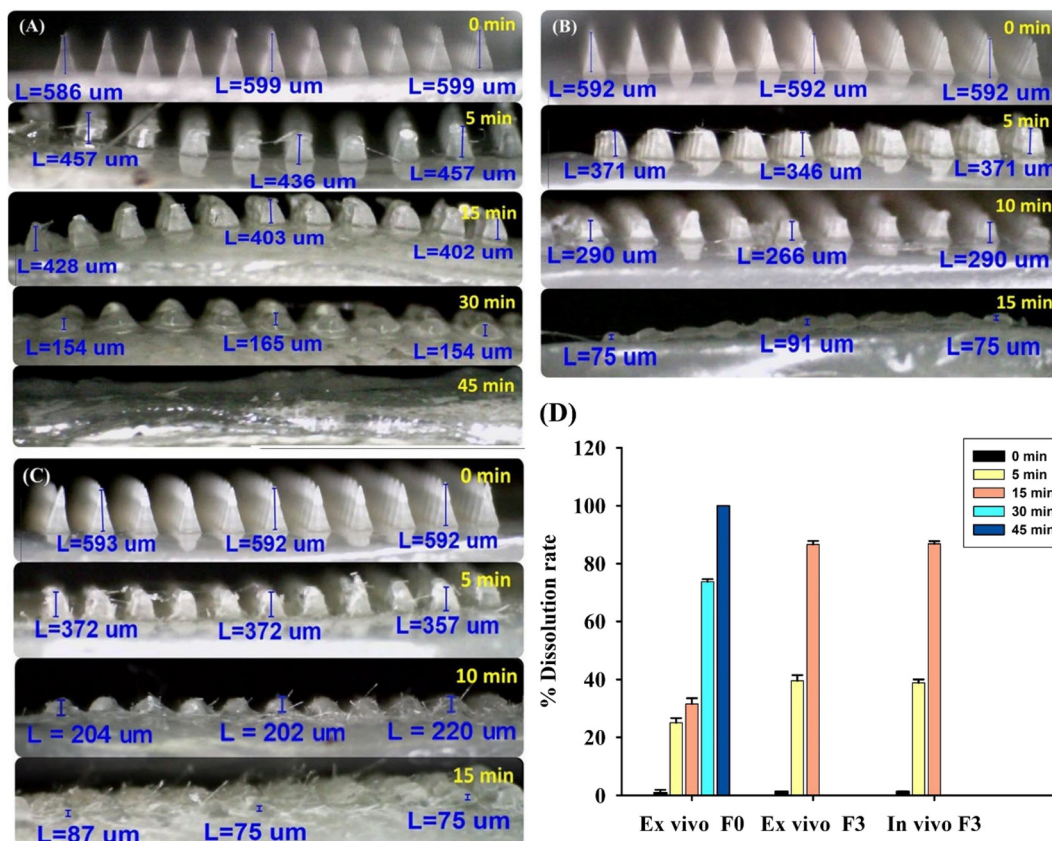 (A)
0 min
L=586 um L=599 um L=599 um
5 min
L=457 um L=436 um L=457 um
15 min
L=428 um L=403 um L=402 um
30 min
L=154 um L=165 um L=154 um
45 min
(B)
0 min
L=592 um L=592 um L=592 um
5 min
L=371 um L=346 um L=371 um
10 min
L=290 um L=266 um L=290 um
15 min
L=75 um L=91 um L=75 um
(C)
0 min
L=593 um L=592 um L=592 um
5 min
L=372 um L=372 um L=357 um
10 min
L = 204 um L = 202 um L = 220 um
15 min
L=87 um L=75 um L=75 um
(D)
% Dissolution rate
120
100
80
60
40
20
0
0 min
5 min
15 min
30 min
45 min
Ex vivo F0 Ex vivo F3 In vivo F3